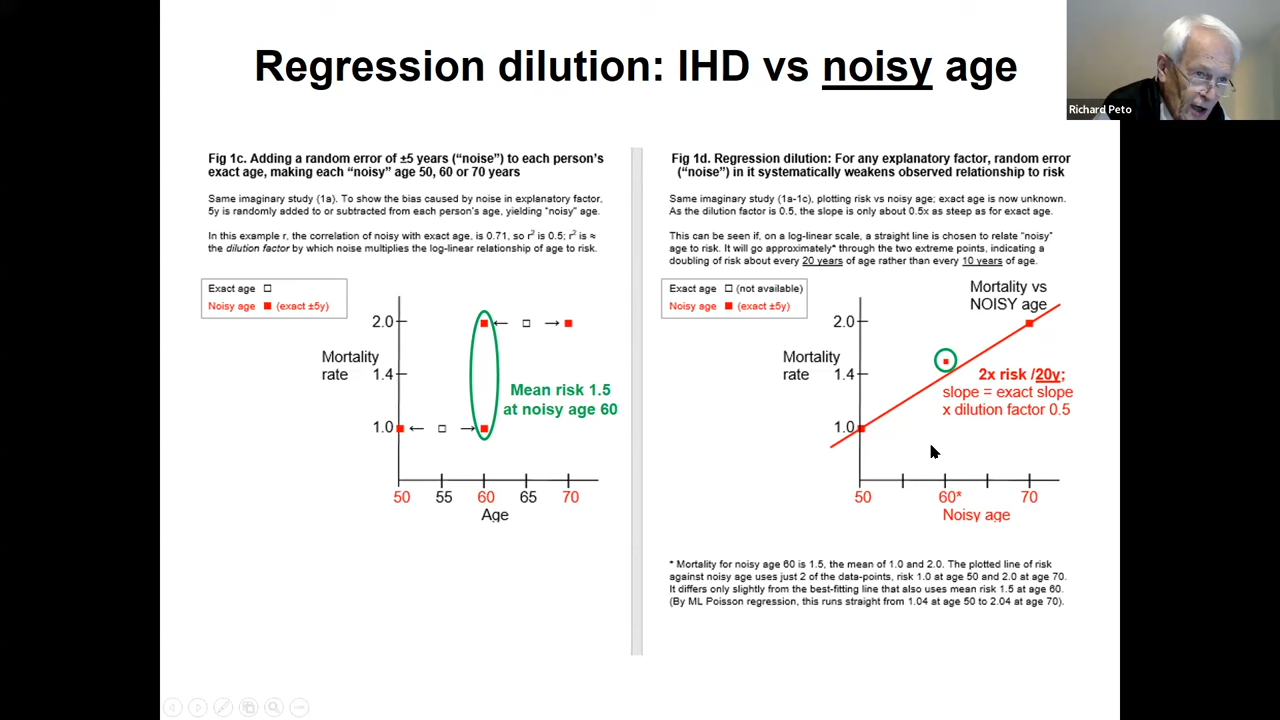 Regression dilution: IHD vs noisy age
Richard Peto
Fig 1c. Adding a random error of ±5 years (“noise”) to each person’s
exact age, making each “noisy” age 50, 60 or 70 years
Same imaginary study (1a). To show the bias caused by noise in explanatory factor,
5y is randomly added to or subtracted from each person’s age, yielding “noisy” age.
In this example r, the correlation of noisy with exact age, is 0.71, so r² is 0.5; r² is ≈
the dilution factor by which noise multiplies the log-linear relationship of age to risk.
Exact age
Noisy age (exact ±5y)
2.0
Mortality
rate
1.4
Mean risk 1.5
at noisy age 60
1.0
50 55 60 65 70
Age
Fig 1d. Regression dilution: For any explanatory factor, random error
(“noise”) in it systematically weakens observed relationship to risk
Same imaginary study (1a-1c), plotting risk vs noisy age; exact age is now unknown.
As the dilution factor is 0.5, the slope is only about 0.5x as steep as for exact age.
This can be seen if, on a log-linear scale, a straight line is chosen to relate “noisy”
age to risk. It will go approximately* through the two extreme points, indicating a
doubling of risk about every 20 years of age rather than every 10 years of age.
Exact age (not available)
Noisy age (exact ±5y)
Mortality vs
NOISY age
2.0
Mortality
rate
1.4
2x risk /20y;
slope = exact slope
x dilution factor 0.5
1.0
50 60* 70
Noisy age
* Mortality for noisy age 60 is 1.5, the mean of 1.0 and 2.0. The plotted line of risk
against noisy age uses just 2 of the data-points, risk 1.0 at age 50 and 2.0 at age 70.
It differs only slightly from the best-fitting line that also uses mean risk 1.5 at age 60.
(By ML Poisson regression, this runs straight from 1.04 at age 50 to 2.04 at age 70).